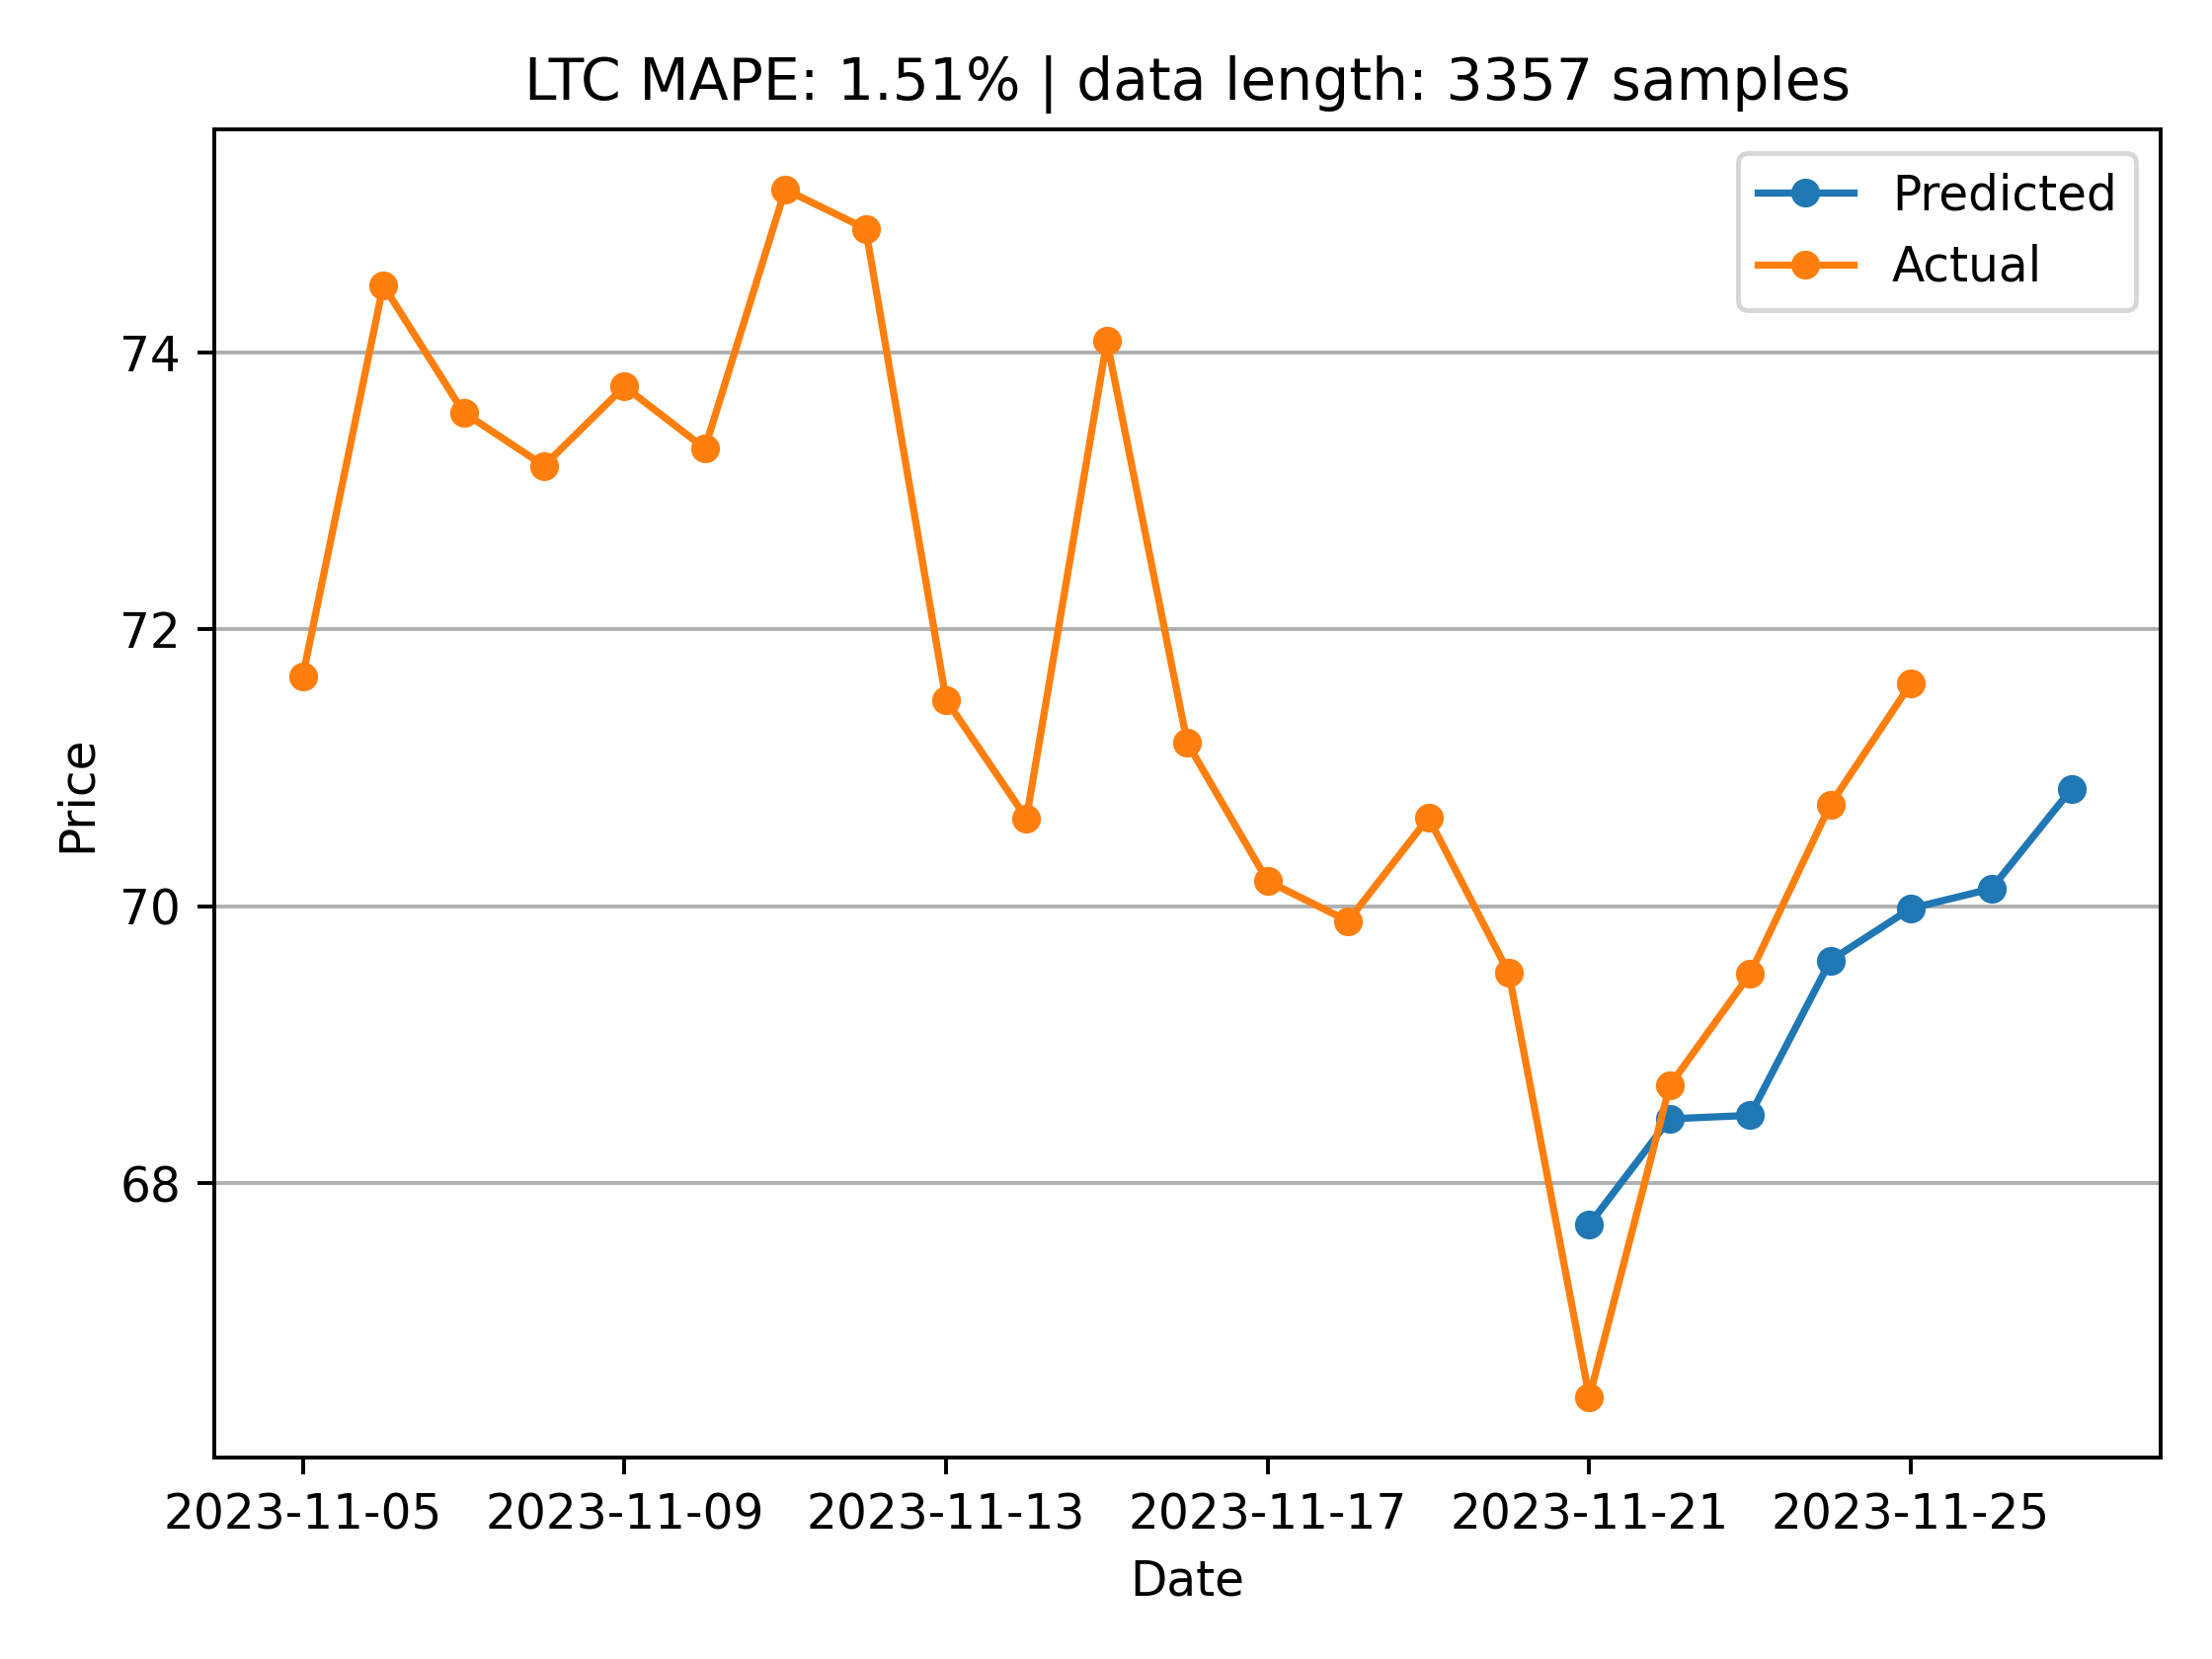 LTC MAPE: 1.51% | data length: 3357 samples
Predicted
Actual
74
72
70
68
Price
2023-11-05 2023-11-09 2023-11-13 2023-11-17 2023-11-21 2023-11-25
Date